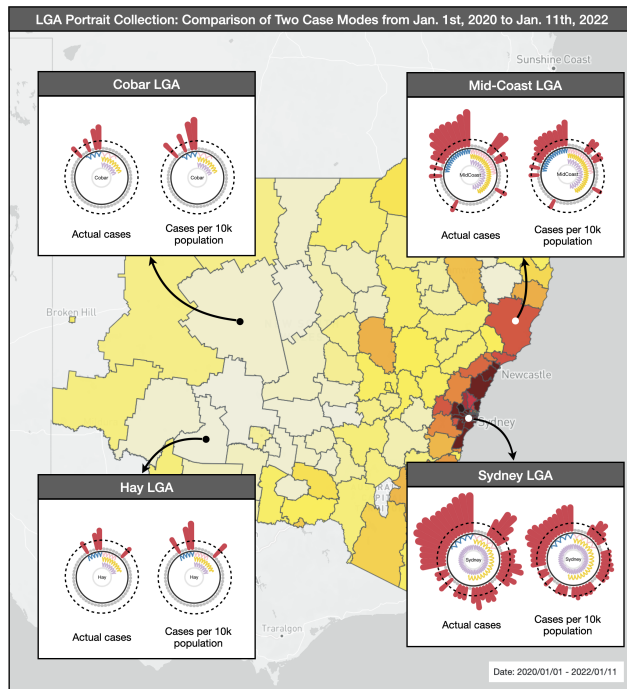 LGA Portrait Collection: Comparison of Two Case Modes from Jan. 1st, 2020 to Jan. 11th, 2022
Sunshine Coast
Cobar LGA
Cobar
Cobar
Actual cases
Cases per 10k
population
Mid-Coast LGA
MidCoast
MidCoast
Actual cases
Cases per 10k
population
Broken Hill
Newcastle
Sydney
Hay LGA
Hay
Hay
Actual cases
Cases per 10k
population
Sydney LGA
Sydney
Sydney
Actual cases
Cases per 10k
population
Traralgon
Date: 2020/01/01 - 2022/01/11